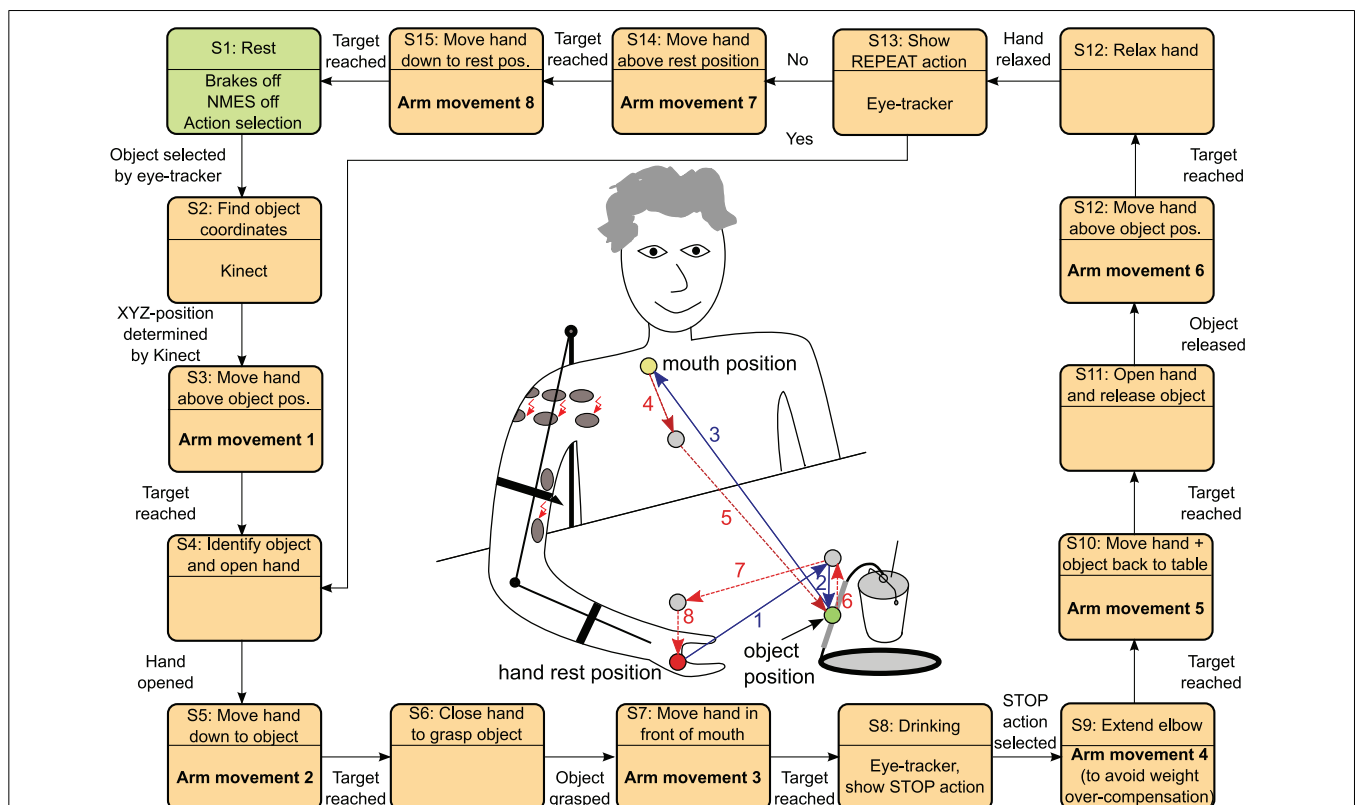 S1: Rest
Brakes off
NMES off
Action selection
Target
reached
S15: Move hand
down to rest pos.
Arm movement 8
Target
reached
S14: Move hand
above rest position
Arm movement 7
No
S13: Show
REPEAT action
Eye-tracker
Yes
Hand
relaxed
S12: Relax hand
Target
reached
Object selected
by eye-tracker
S2: Find object
coordinates
Kinect
XYZ-position
determined
by Kinect
S3: Move hand
above object pos.
Arm movement 1
Target
reached
S4: Identify object
and open hand
Hand
opened
S5: Move hand
down to object
Arm movement 2
Target
reached
S6: Close hand
to grasp object
Object
grasped
S7: Move hand in
front of mouth
Arm movement 3
Target
reached
S8: Drinking
Eye-tracker,
show STOP action
STOP
action
selected
S9: Extend elbow
Arm movement 4
(to avoid weight
over-compensation)
Target
reached
S10: Move hand +
object back to table
Arm movement 5
Target
reached
S11: Open hand
and release object
Object
released
S12: Move hand
above object pos.
Arm movement 6
mouth position
4
3
5
7
2
6
1
8
object
position
hand rest position